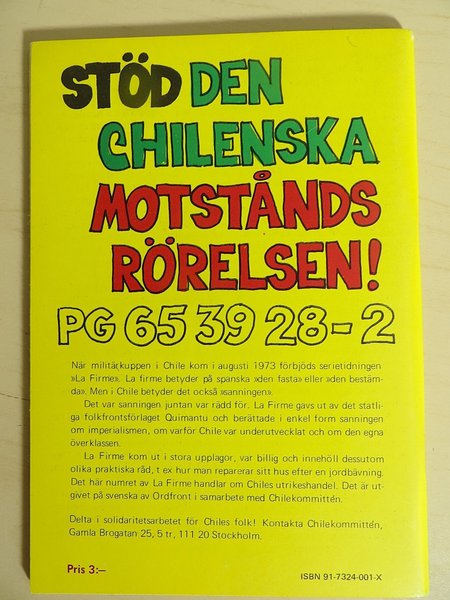 STÖD DEN
CHILENSKA
MOTSTÅNDS
RÖRELSEN!
PG 65 39 28-2
När militärkuppen i Chile kom i augusti 1973 förbjöds serietidningen
»La Firme». La firme betyder på spanska »den fasta» eller »den bestäm-
da». Men i Chile betyder det också »sanningen».
Det var sanningen juntan var rädd för. La Firme gavs ut av det statli-
ga folkfrontsförlaget Quimantu och berättade i enkel form sanningen
om imperialismen, om varför Chile var underutvecklat och om den egna
överklassen.
La Firme kom ut i stora upplagor, var billig och innehöll dessutom
olika praktiska råd, t ex hur man reparerar sitt hus efter en jordbävning.
Det här numret av La Firme handlar om Chiles utrikeshandel. Det är ut-
givet på svenska av Ordfront i samarbete med Chilekommittén.
Delta i solidaritetsarbetet för Chiles folk! Kontakta Chilekommittén,
Gamla Brogatan 25, 5 tr, 111 20 Stockholm.
Pris 3:–
ISBN 91-7324-001-X